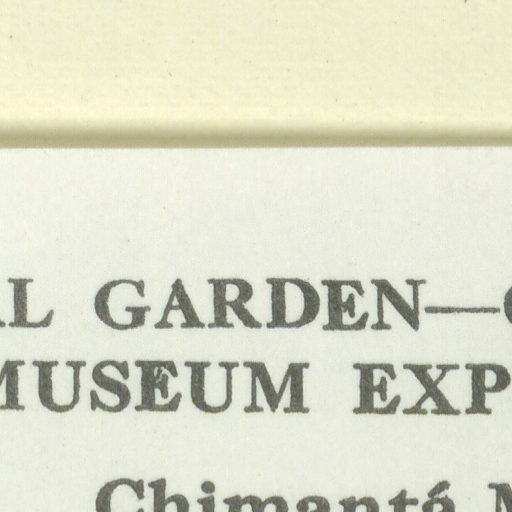 AL GARDEN—
MUSEUM EXP
Chimantá